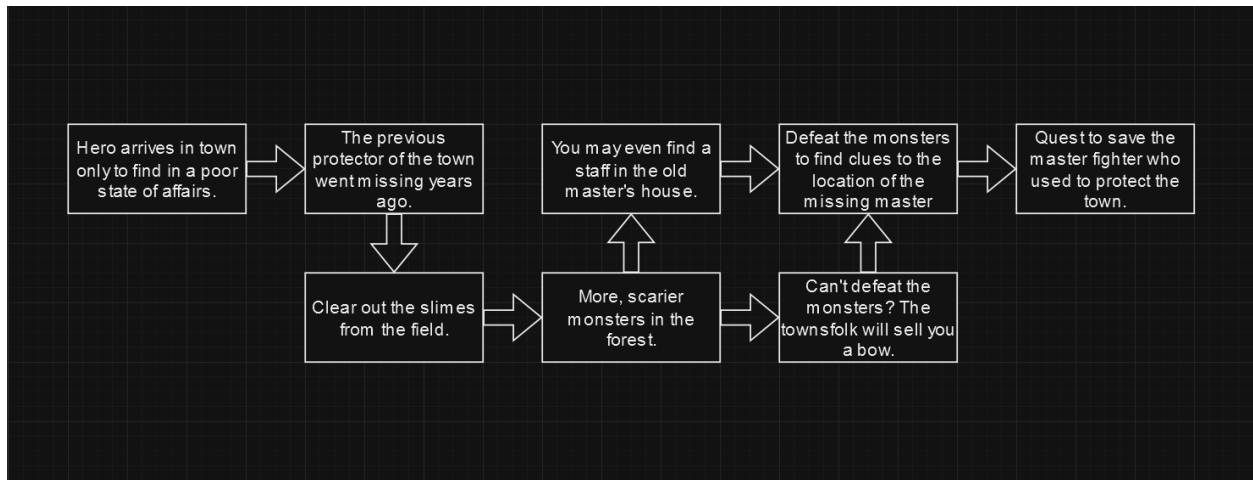 Hero arrives in town
only to find in a poor
state of affairs.
The previous
protector of the town
went missing years
ago.
You may even find a
staff in the old
master's house.
Defeat the monsters
to find clues to the
location of the
missing master
Quest to save the
master fighter who
used to protect the
town.
Clear out the slimes
from the field.
More, scarier
monsters in the
forest.
Can't defeat the
monsters? The
townsfolk will sell you
a bow.